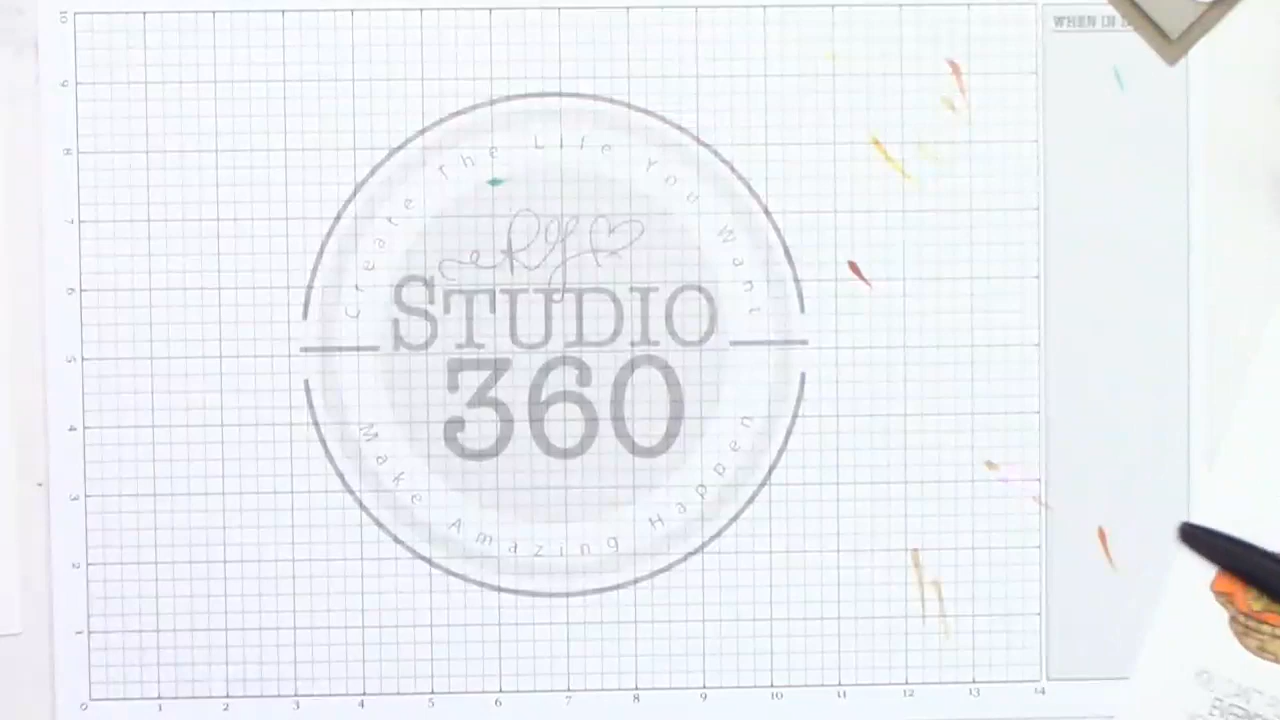 WHEN IN
Create The Life You Want
STUDIO
360
Make Amazing Happen
10
9
8
7
6
5
4
3
2
1
0 1 2 3 4 5 6 7 8 9 10 11 12 13 14